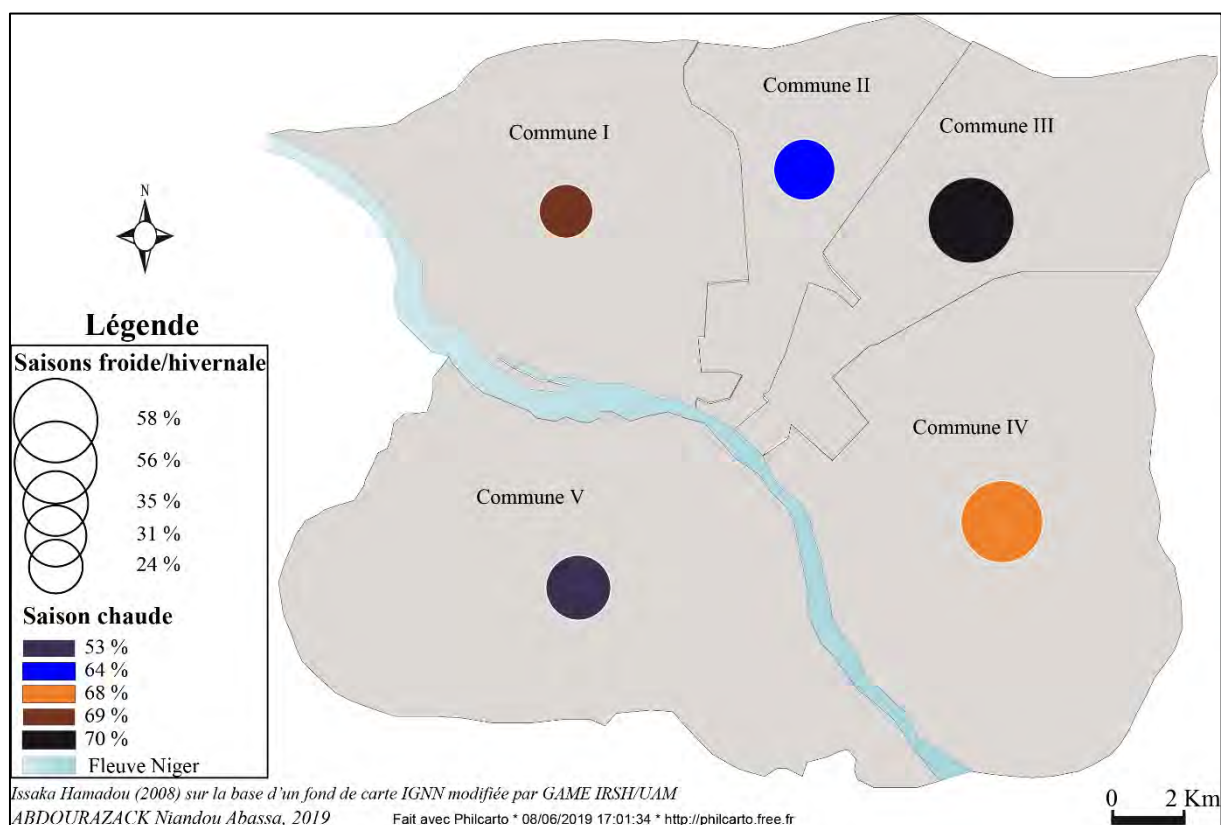 Commune II
Commune I
Commune III
N
Légende
Saisons froide/hivernale
58 %
56 %
35 %
31 %
24 %
Commune IV
Commune V
Saison chaude
53 %
64 %
68 %
69 %
70 %
Fleuve Niger
Issaka Hamadou (2008) sur la base d'un fond de carte IGNN modifiée par GAME IRSH/UAM
ABDOURAZACK Niandou Abassa, 2019
Fait avec Philcarto * 08/06/2019 17:01:34 * http://philcarto.free.fr
0 2 Km